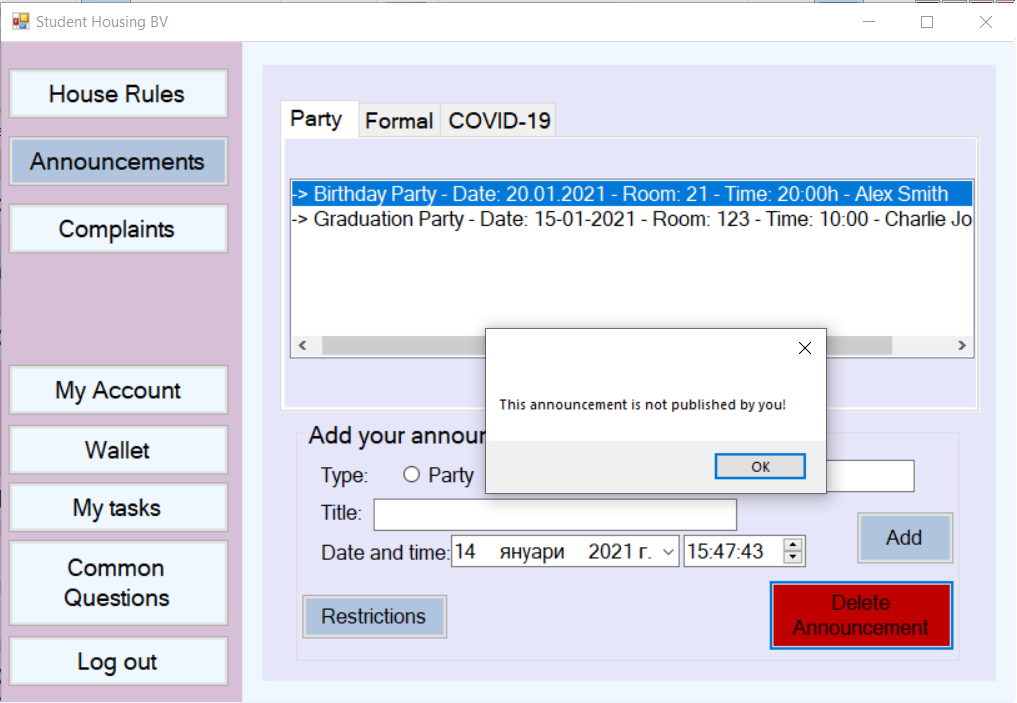 Student Housing BV
House Rules
Announcements
Complaints
My Account
Wallet
My tasks
Common
Questions
Log out
Party Formal COVID-19
-> Birthday Party - Date: 20.01.2021 - Room: 21 - Time: 20:00h - Alex Smith
-> Graduation Party - Date: 15-01-2021 - Room: 123 - Time: 10:00 - Charlie Jo
This announcement is not published by you!
OK
Add your announ
Type: Party
Title:
Date and time: 14 януари 2021 г. 15:47:43
Add
Restrictions
Delete
Announcement